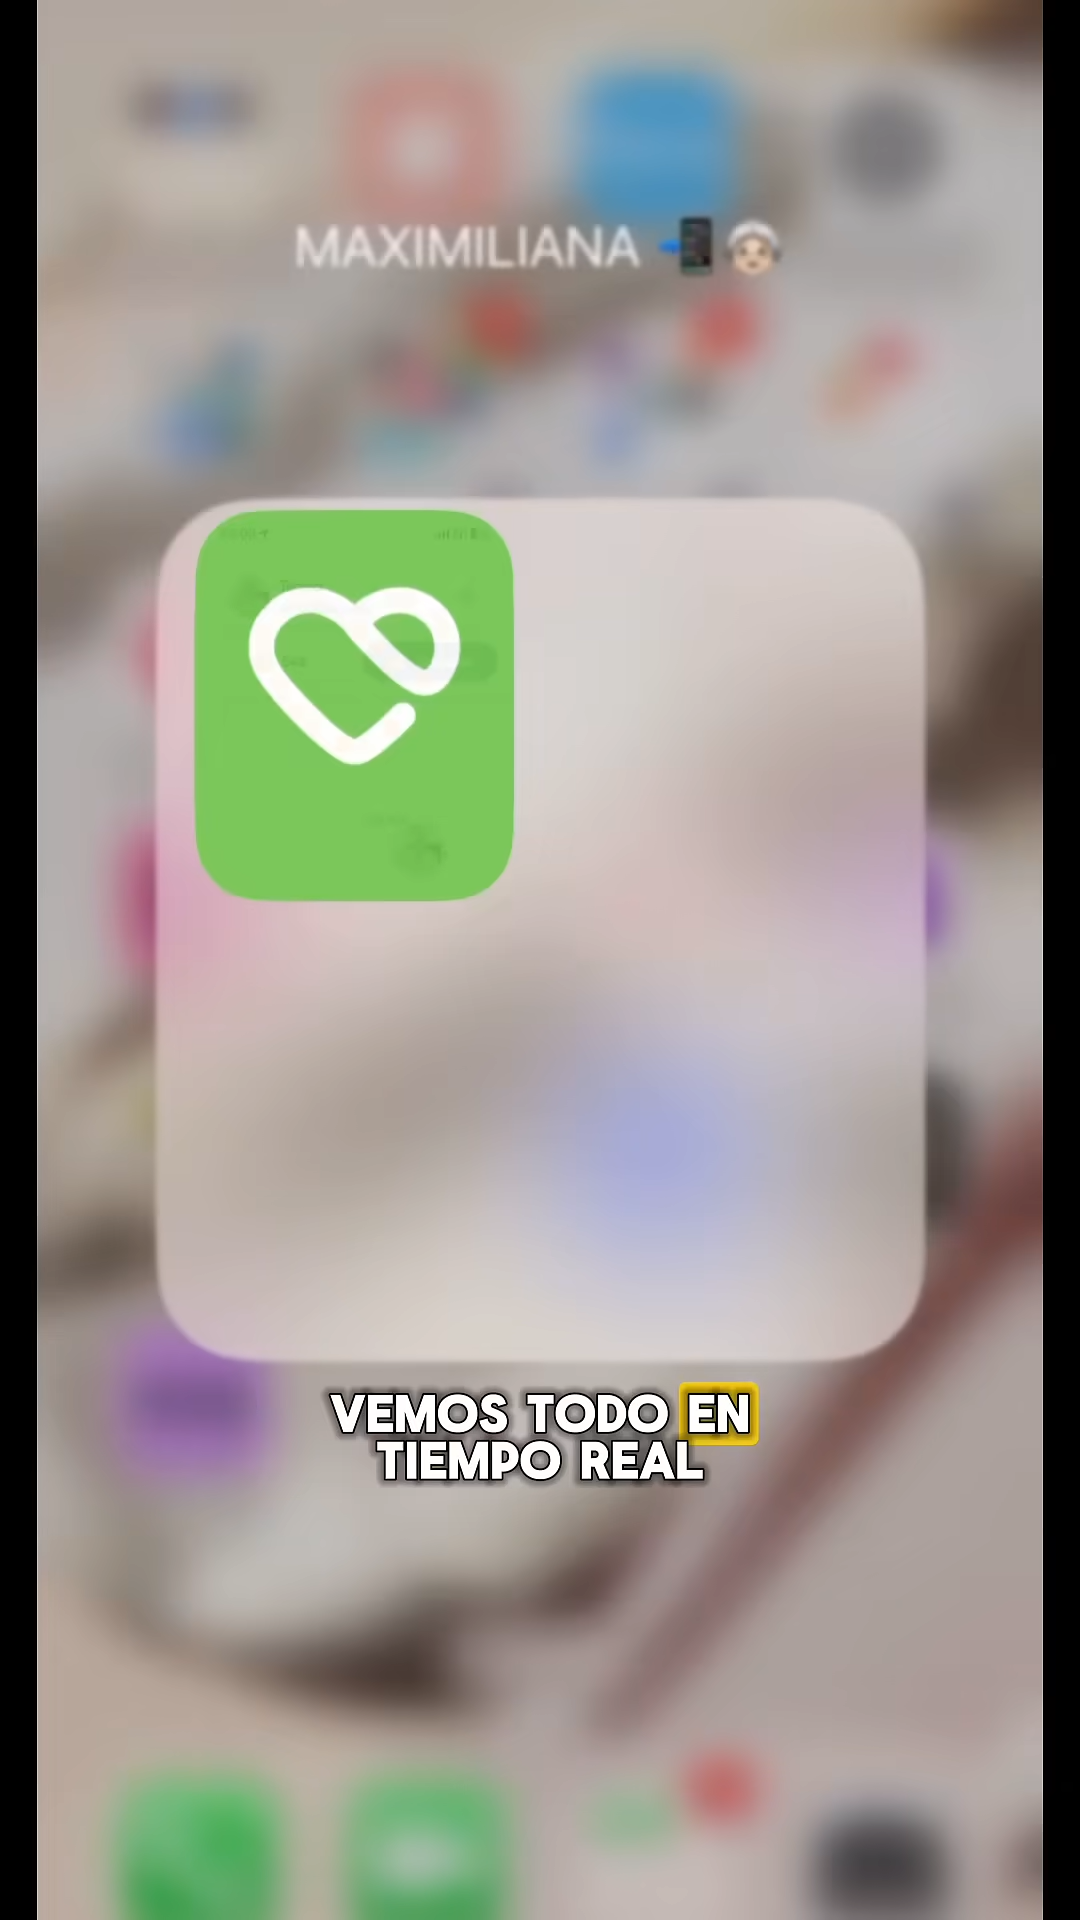 MAXIMILIANA 📲👵🏻
VEMOS TODO EN
TIEMPO REAL